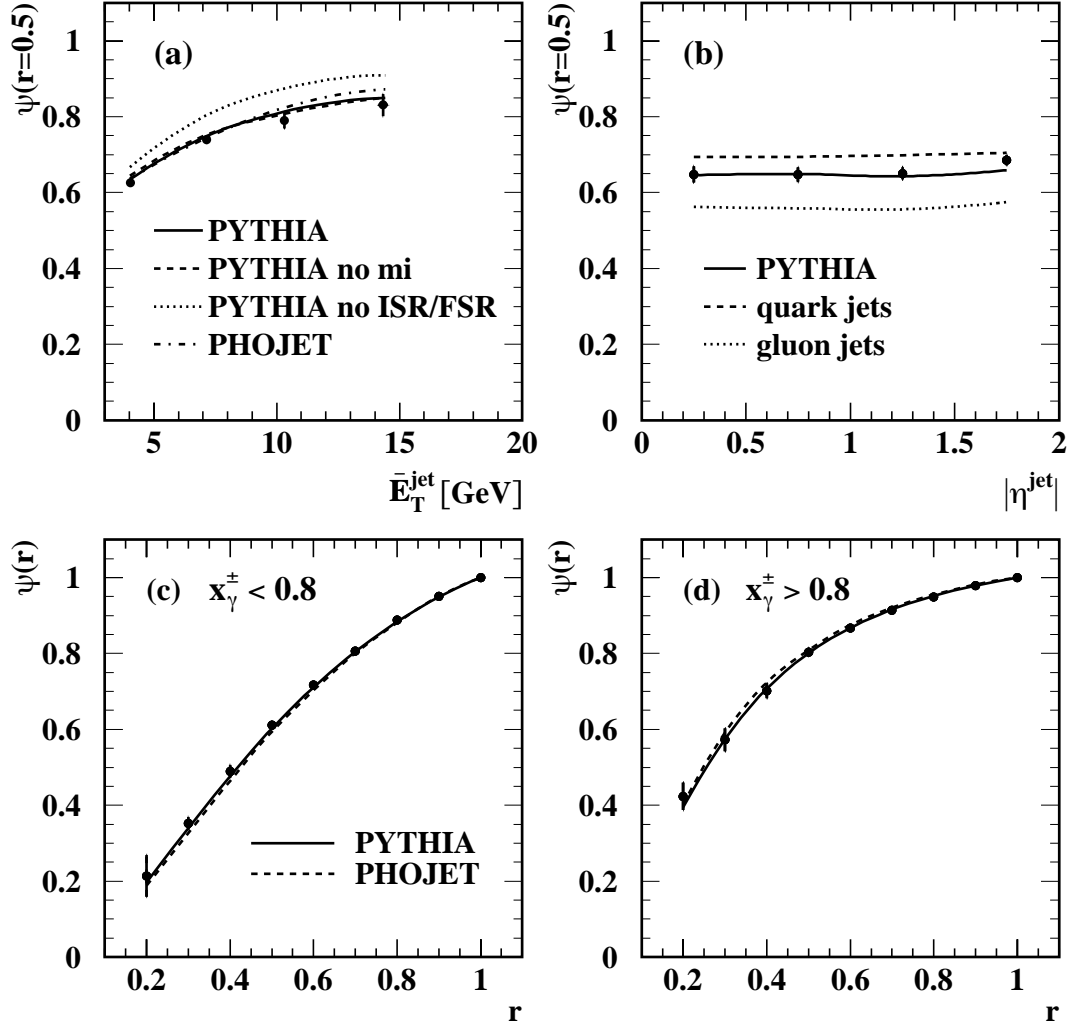 ψ(r=0.5)
(a)
1
0.8
0.6
0.4
0.2
0
PYTHIA
PYTHIA no mi
PYTHIA no ISR/FSR
PHOJET
5 10 15 20
Ē_T^jet [GeV]
ψ(r=0.5)
(b)
1
0.8
0.6
0.4
0.2
0
PYTHIA
quark jets
gluon jets
0 0.5 1 1.5 2
|η^jet|
ψ(r)
(c) x_γ^± < 0.8
1
0.8
0.6
0.4
0.2
0
PYTHIA
PHOJET
0.2 0.4 0.6 0.8 1
r
ψ(r)
(d) x_γ^± > 0.8
1
0.8
0.6
0.4
0.2
0
0.2 0.4 0.6 0.8 1
r